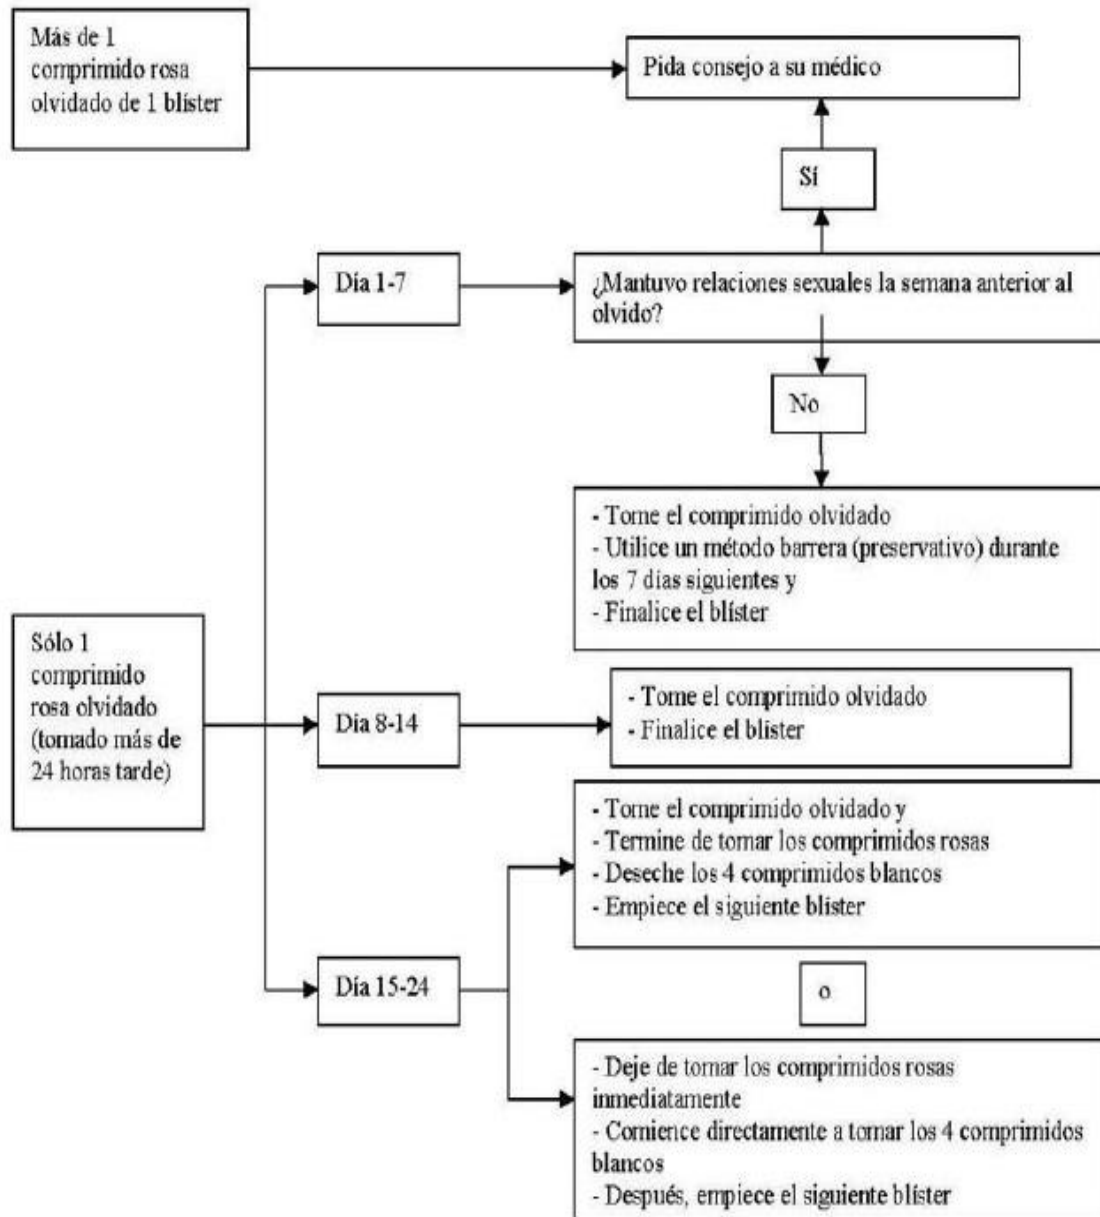 Más de 1
comprimido rosa
olvidado de 1 blíster
Pida consejo a su médico
Sí
Día 1-7
¿Mantuvo relaciones sexuales la semana anterior al
olvido?
No
- Tome el comprimido olvidado
- Utilice un método barrera (preservativo) durante
los 7 días siguientes y
- Finalice el blíster
Sólo 1
comprimido
rosa olvidado
(tomado más de
24 horas tarde)
Día 8-14
- Tome el comprimido olvidado
- Finalice el blíster
- Tome el comprimido olvidado y
- Termine de tomar los comprimidos rosas
- Deseche los 4 comprimidos blancos
- Empiece el siguiente blíster
Día 15-24
o
- Deje de tomar los comprimidos rosas
inmediatamente
- Comience directamente a tomar los 4 comprimidos
blancos
- Después, empiece el siguiente blíster